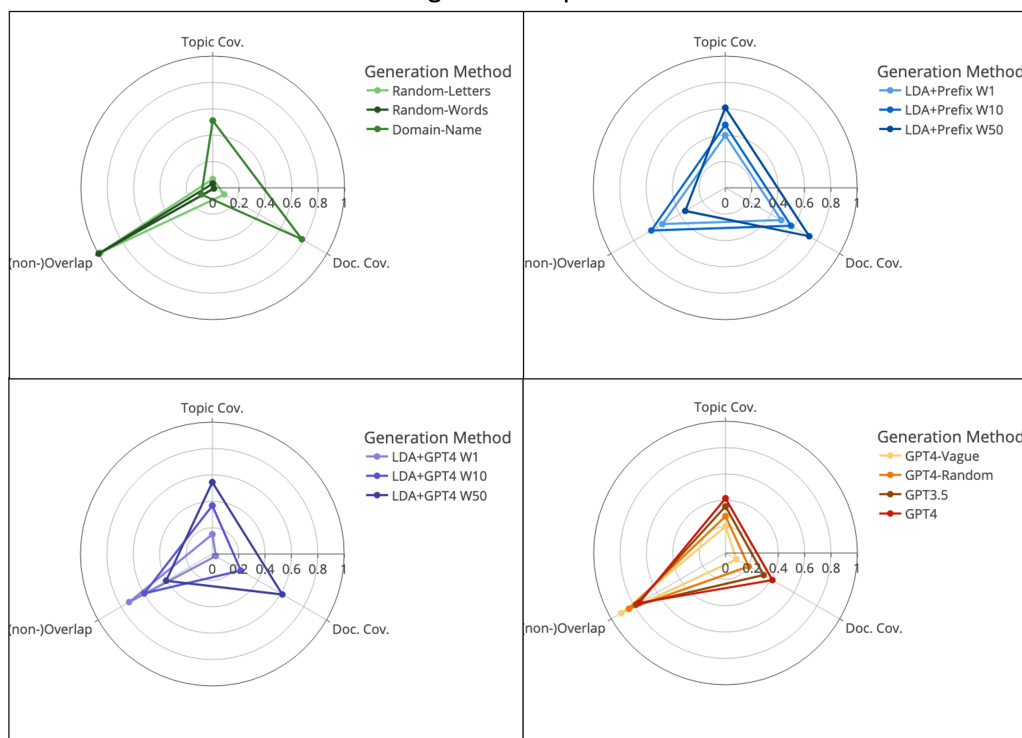 Topic Cov.
Generation Method
Random-Letters
Random-Words
Domain-Name
0 0.2 0.4 0.6 0.8 1
(non-)Overlap
Doc. Cov.
Topic Cov.
Generation Method
LDA+Prefix W1
LDA+Prefix W10
LDA+Prefix W50
0 0.2 0.4 0.6 0.8 1
non-)Overlap
Doc. Cov.
Topic Cov.
Generation Method
LDA+GPT4 W1
LDA+GPT4 W10
LDA+GPT4 W50
0 0.2 0.4 0.6 0.8 1
(non-)Overlap
Doc. Cov.
Topic Cov.
Generation Method
GPT4-Vague
GPT4-Random
GPT3.5
GPT4
0 0.2 0.4 0.6 0.8 1
(non-)Overlap
Doc. Cov.